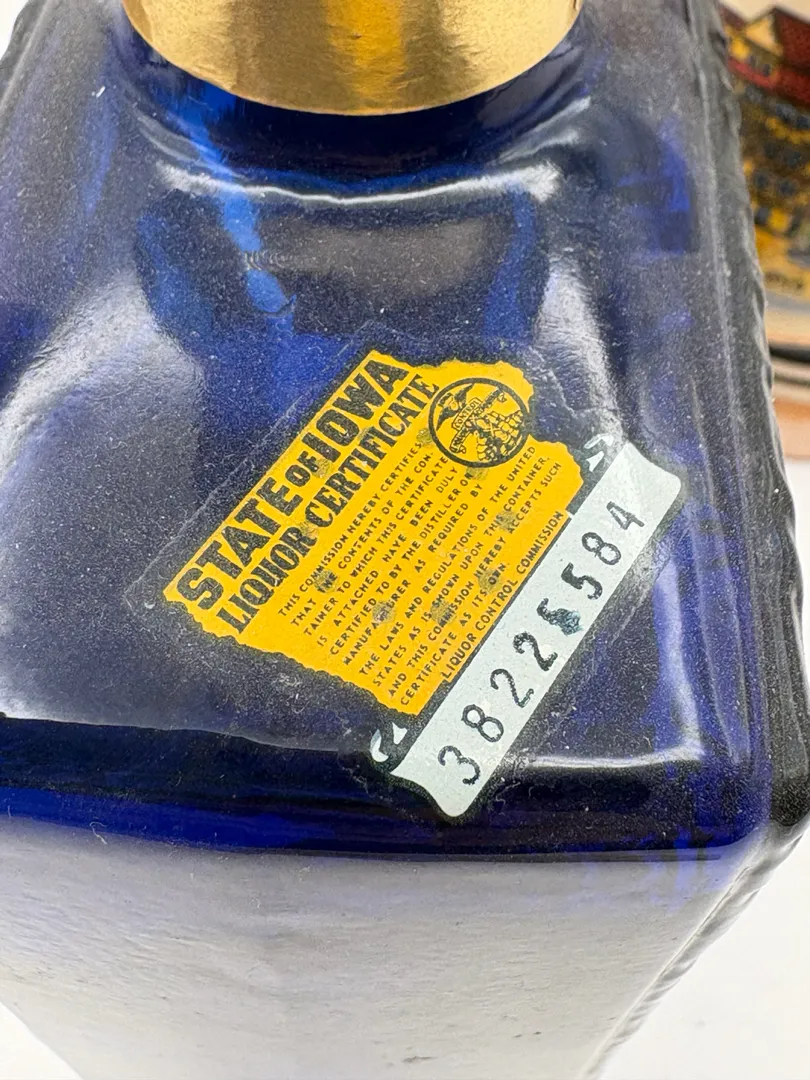 STATE OF IOWA
LIQUOR CERTIFICATE
THIS COMMISSION HEREBY CERTIFIES
THAT THE CONTENTS OF THE CON-
TAINER TO WHICH THIS CERTIFICATE
IS ATTACHED HAVE BEEN DULY
CERTIFIED TO BY THE DISTILLER OR
MANUFACTURER AS REQUIRED BY
THE LAWS AND REGULATIONS OF THE UNITED
STATES AS IS SHOWN UPON THE CONTAINER,
AND THIS COMMISSION HEREBY ACCEPTS SUCH
CERTIFICATE AS ITS OWN.
LIQUOR CONTROL COMMISSION
38225584